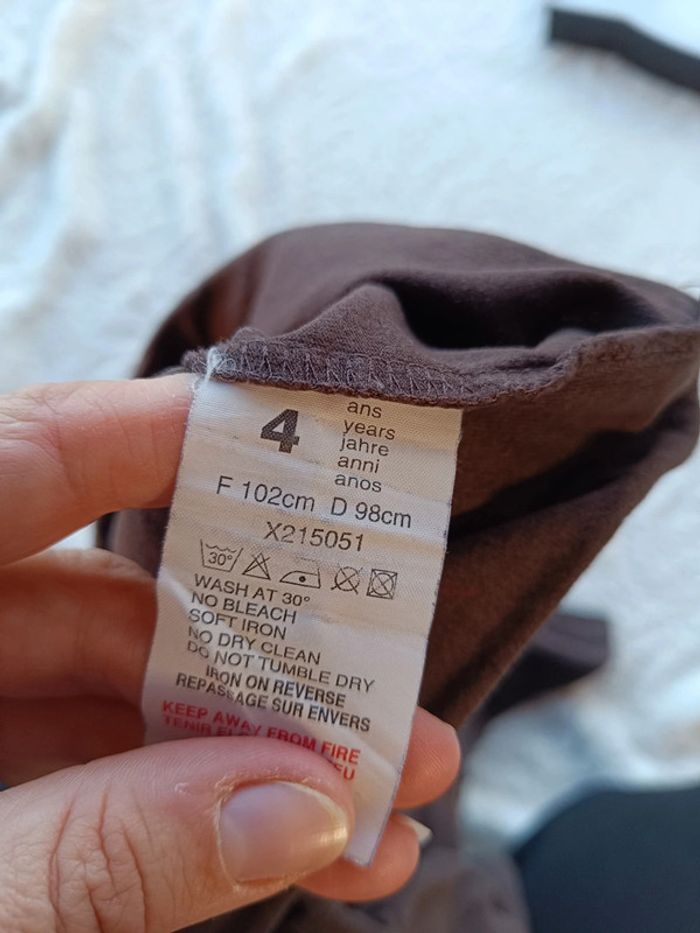 4
ans
years
jahre
anni
anos
F 102cm D 98cm
X215051
30°
WASH AT 30°
NO BLEACH
SOFT IRON
NO DRY CLEAN
DO NOT TUMBLE DRY
IRON ON REVERSE
REPASSAGE SUR ENVERS
KEEP AWAY FROM FIRE
TENIR